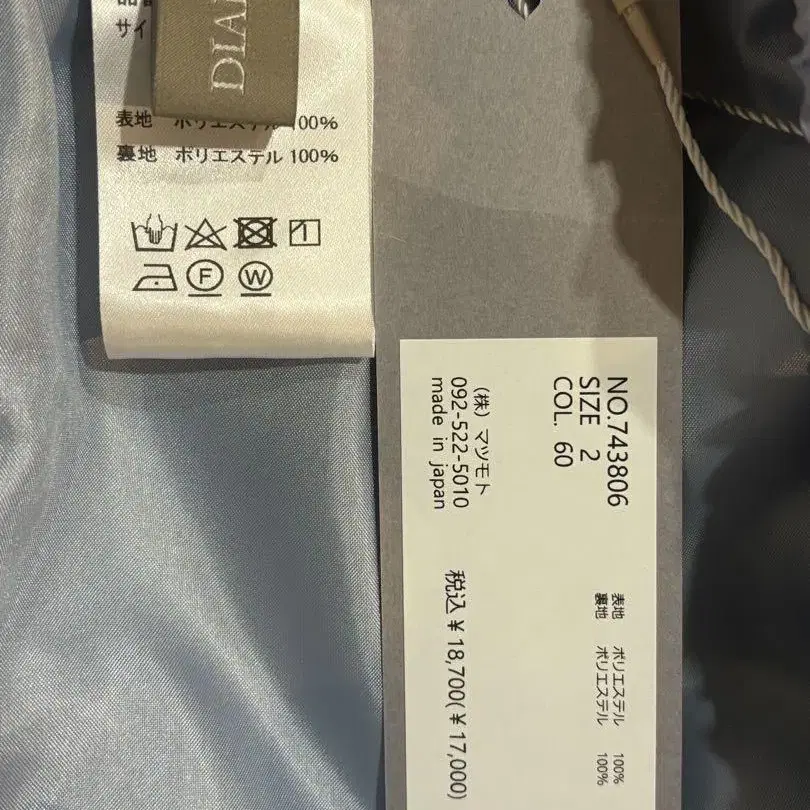 サイ
DIA
表地 ポリエステル 100%
裏地 ポリエステル 100%
F
W
NO.743806
SIZE 2
COL. 60
表地 ポリエステル 100%
裏地 ポリエステル 100%
(株) マツモト
092-522-5010
made in japan
税込 ¥18,700(¥17,000)